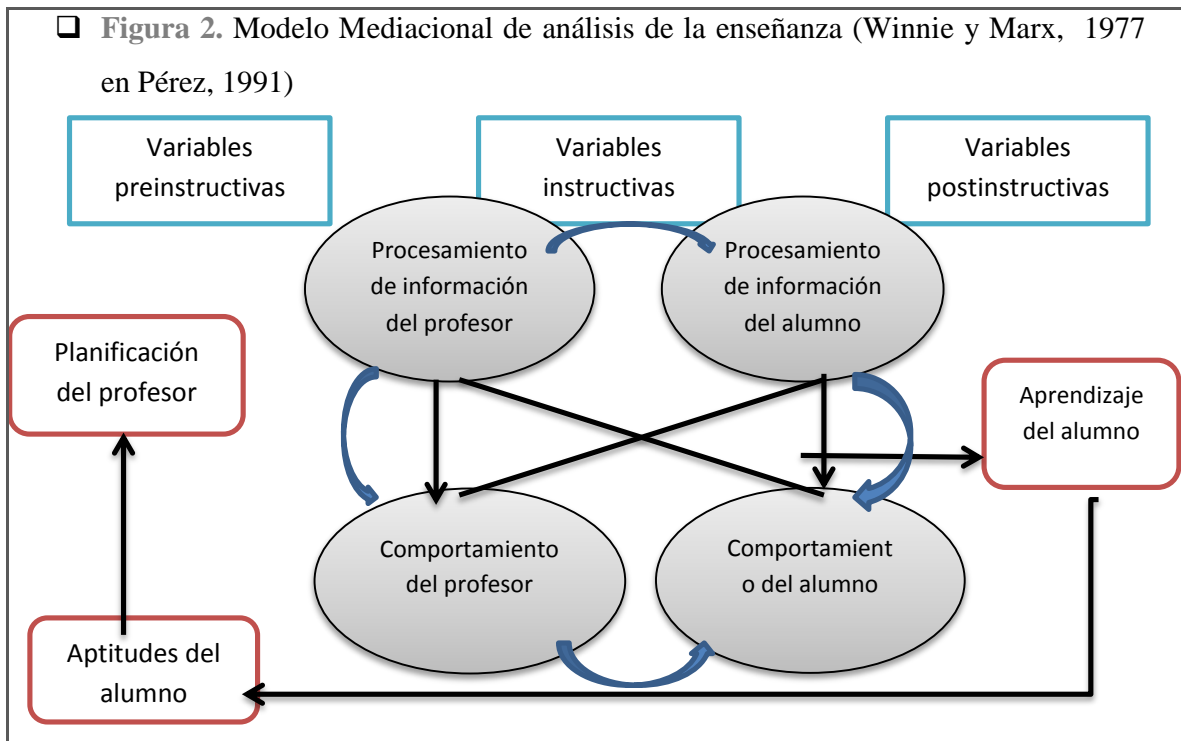 Figura 2. Modelo Mediacional de análisis de la enseñanza (Winnie y Marx, 1977
en Pérez, 1991)
Variables
preinstructivas
Variables
instructivas
Variables
postinstructivas
Procesamiento
de información
del profesor
Procesamiento
de información
del alumno
Planificación
del profesor
Aprendizaje
del alumno
Comportamiento
del profesor
Comportamient
o del alumno
Aptitudes del
alumno